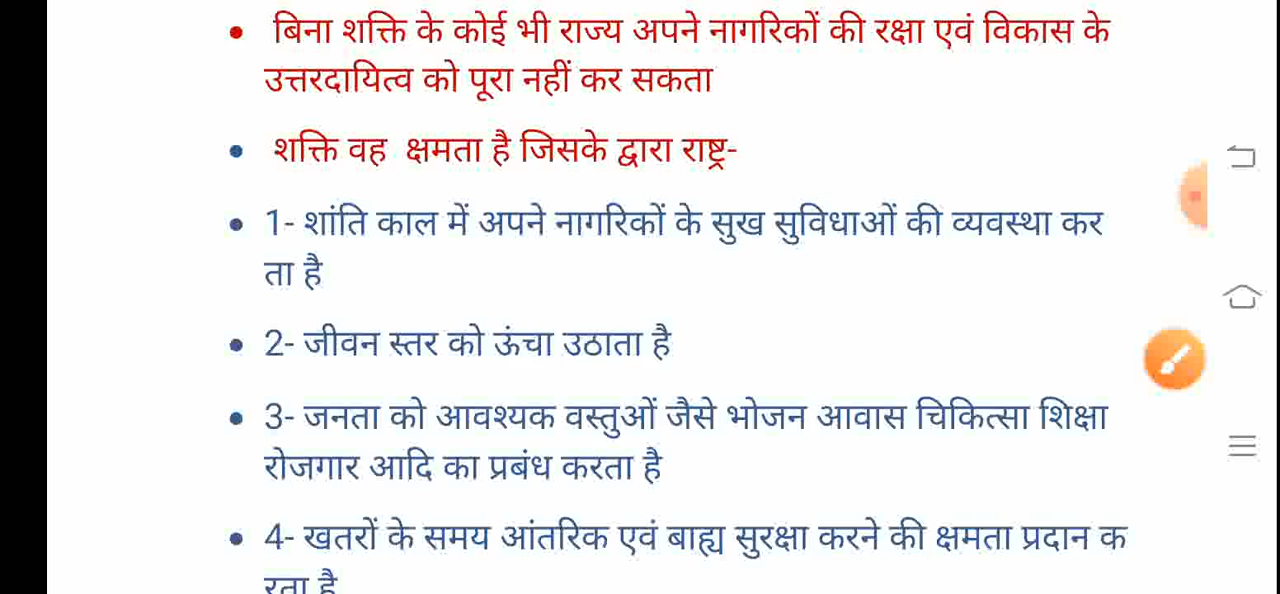 • बिना शक्ति के कोई भी राज्य अपने नागरिकों की रक्षा एवं विकास के
उत्तरदायित्व को पूरा नहीं कर सकता
• शक्ति वह क्षमता है जिसके द्वारा राष्ट्र-
• 1- शांति काल में अपने नागरिकों के सुख सुविधाओं की व्यवस्था कर
ता है
• 2- जीवन स्तर को ऊंचा उठाता है
• 3- जनता को आवश्यक वस्तुओं जैसे भोजन आवास चिकित्सा शिक्षा
रोजगार आदि का प्रबंध करता है
• 4- खतरों के समय आंतरिक एवं बाह्य सुरक्षा करने की क्षमता प्रदान क
रता है